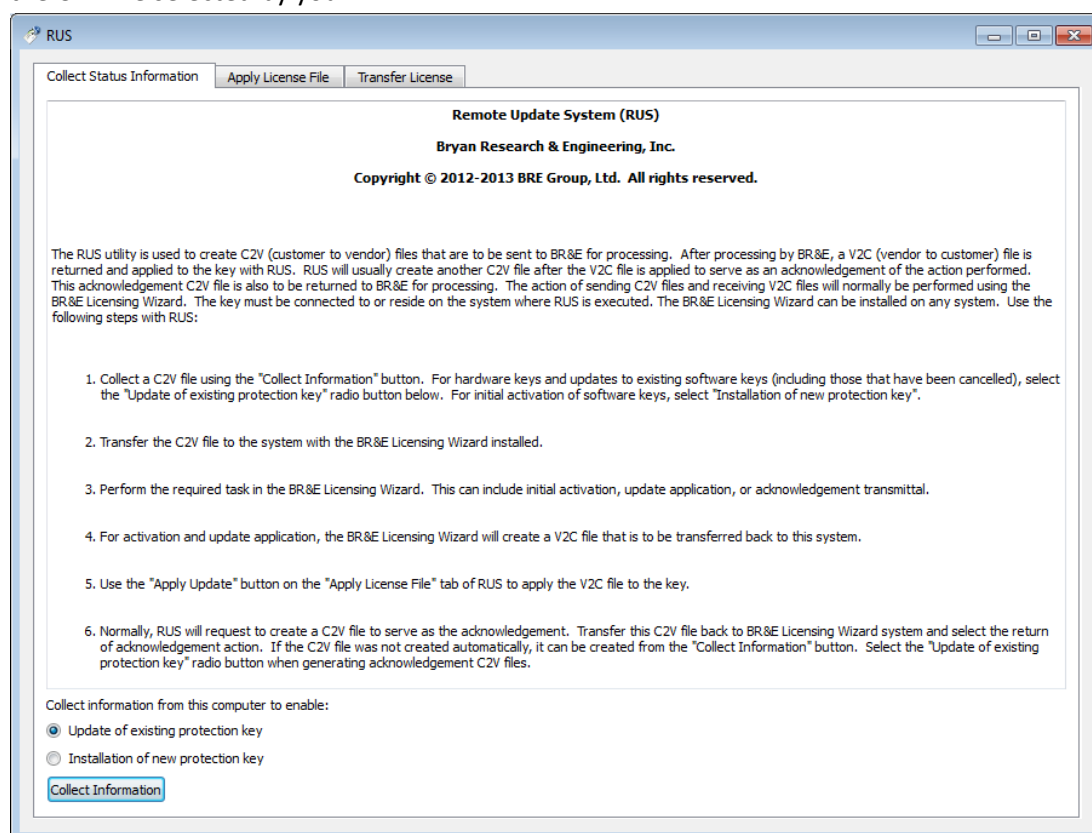 RUS
Collect Status Information
Apply License File
Transfer License
Remote Update System (RUS)
Bryan Research & Engineering, Inc.
Copyright © 2012-2013 BRE Group, Ltd.  All rights reserved.
The RUS utility is used to create C2V (customer to vendor) files that are to be sent to BR&E for processing.  After processing by BR&E, a V2C (vendor to customer) file is
returned and applied to the key with RUS.  RUS will usually create another C2V file after the V2C file is applied to serve as an acknowledgement of the action performed.
This acknowledgement C2V file is also to be returned to BR&E for processing.  The action of sending C2V files and receiving V2C files will normally be performed using the
BR&E Licensing Wizard.  The key must be connected to or reside on the system where RUS is executed. The BR&E Licensing Wizard can be installed on any system.  Use the
following steps with RUS:
1. Collect a C2V file using the "Collect Information" button.  For hardware keys and updates to existing software keys (including those that have been cancelled), select
the "Update of existing protection key" radio button below.  For initial activation of software keys, select "Installation of new protection key".
2. Transfer the C2V file to the system with the BR&E Licensing Wizard installed.
3. Perform the required task in the BR&E Licensing Wizard.  This can include initial activation, update application, or acknowledgement transmittal.
4. For activation and update application, the BR&E Licensing Wizard will create a V2C file that is to be transferred back to this system.
5. Use the "Apply Update" button on the "Apply License File" tab of RUS to apply the V2C file to the key.
6. Normally, RUS will request to create a C2V file to serve as the acknowledgement.  Transfer this C2V file back to BR&E Licensing Wizard system and select the return
of acknowledgement action.  If the C2V file was not created automatically, it can be created from the "Collect Information" button.  Select the "Update of existing
protection key" radio button when generating acknowledgement C2V files.
Collect information from this computer to enable:
Update of existing protection key
Installation of new protection key
Collect Information